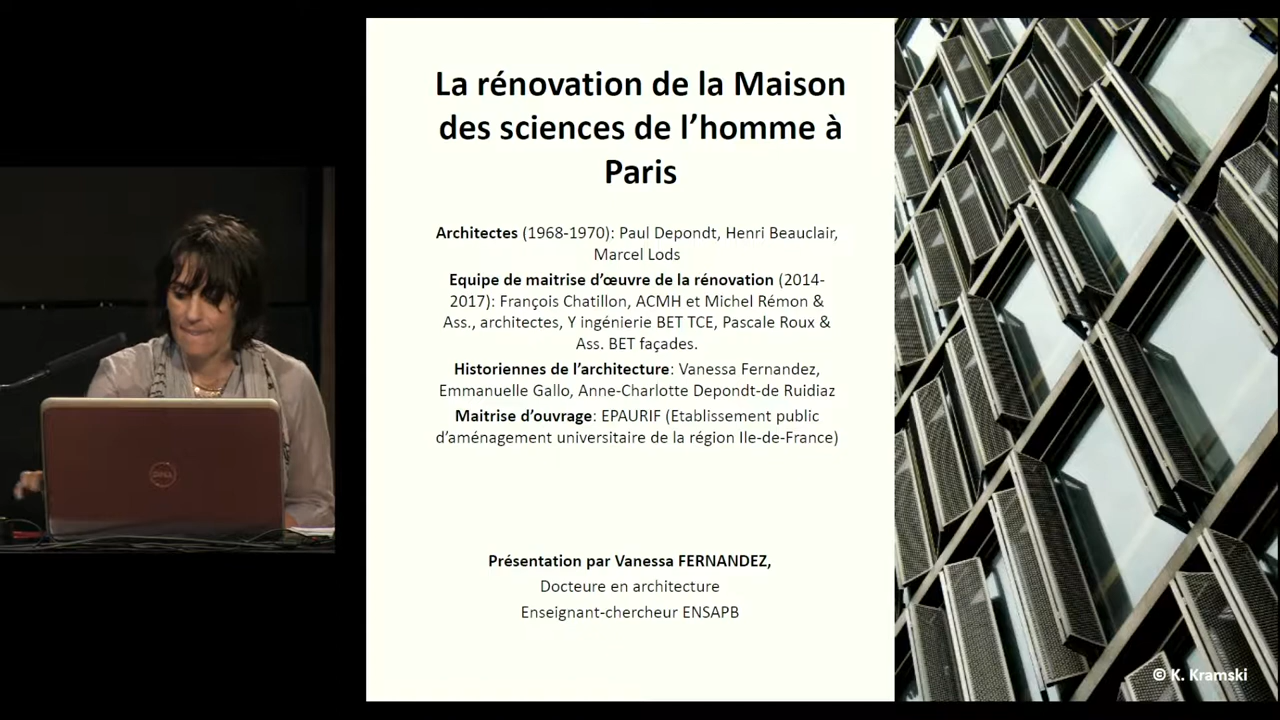 La rénovation de la Maison
des sciences de l’homme à
Paris
Architectes (1968-1970): Paul Depondt, Henri Beauclair,
Marcel Lods
Equipe de maitrise d’œuvre de la rénovation (2014-
2017): François Chatillon, ACMH et Michel Rémon &
Ass., architectes, Y ingénierie BET TCE, Pascale Roux &
Ass. BET façades.
Historiennes de l’architecture: Vanessa Fernandez,
Emmanuelle Gallo, Anne-Charlotte Depondt-de Ruidiaz
Maitrise d’ouvrage: EPAURIF (Etablissement public
d’aménagement universitaire de la région Ile-de-France)
Présentation par Vanessa FERNANDEZ,
Docteure en architecture
Enseignant-chercheur ENSAPB
© K. Kramski
DELL